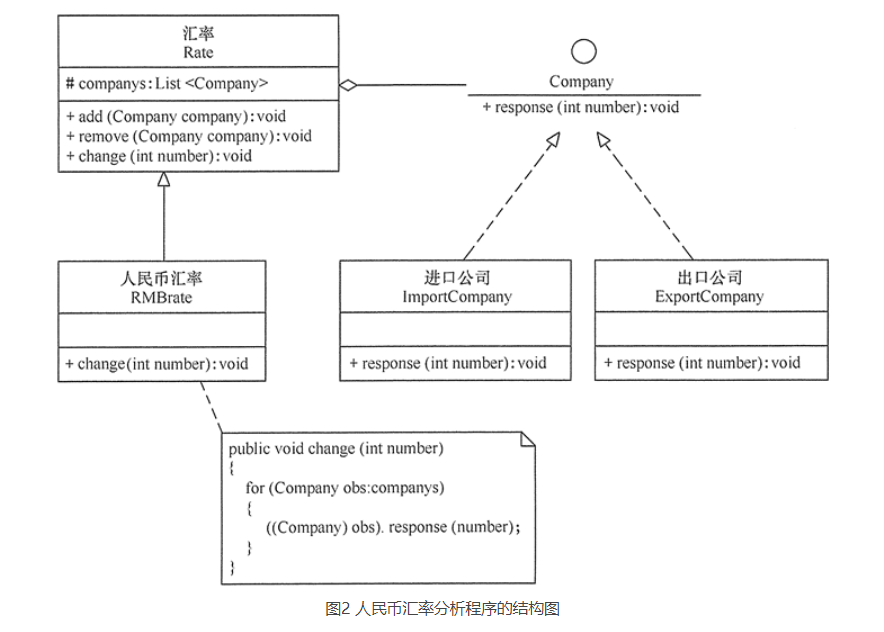 汇率
Rate
# companys: List <Company>
+ add (Company company): void
+ remove (Company company): void
+ change (int number): void
Company
+ response (int number): void
人民币汇率
RMBrate
+ change(int number): void
进口公司
ImportCompany
+ response (int number): void
出口公司
ExportCompany
+ response (int number): void
public void change (int number)
{
for (Company obs:companys)
{
((Company) obs). response (number);
}
}
图2 人民币汇率分析程序的结构图